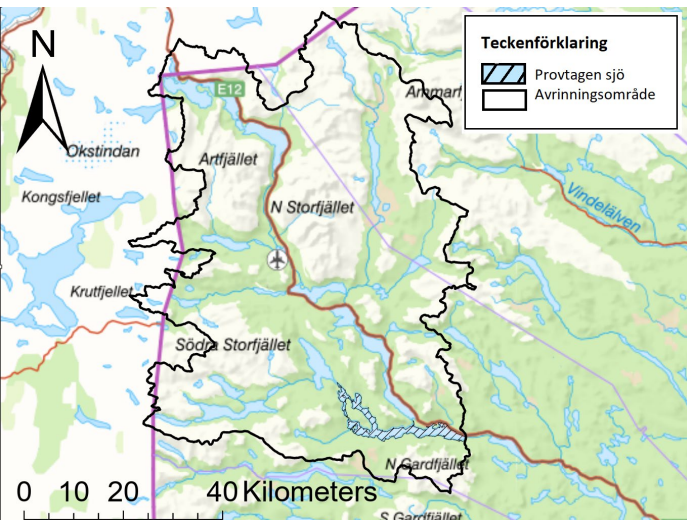 N
Teckenförklaring
Provtagen sjö
Avrinningsområde
E12
Ammarfj
Okstindan
Artfjället
Kongsfjellet
Vindelälven
N Storfjället
Krutfjellet
Södra Storfjället
N Gardfjället
0 10 20 40 Kilometers
S Gardfjället